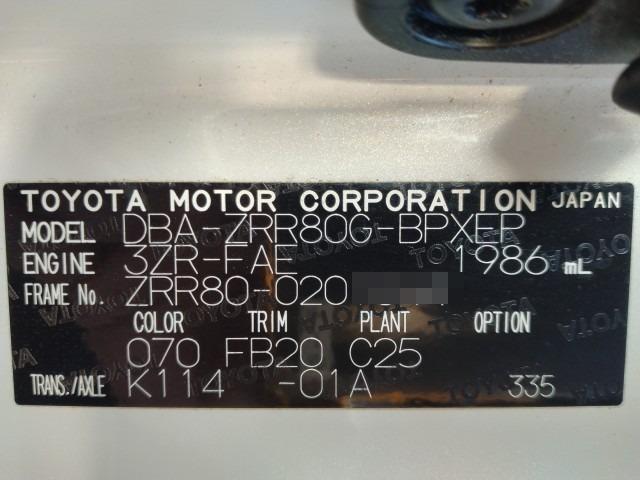 TOYOTA MOTOR CORPORATION JAPAN
MODEL DBA-ZRR80G-BPXEP
ENGINE 3ZR-FAE 1986 mL
FRAME No. ZRR80-020
COLOR TRIM PLANT OPTION
070 FB20 C25
TRANS./AXLE K114 -01A 335